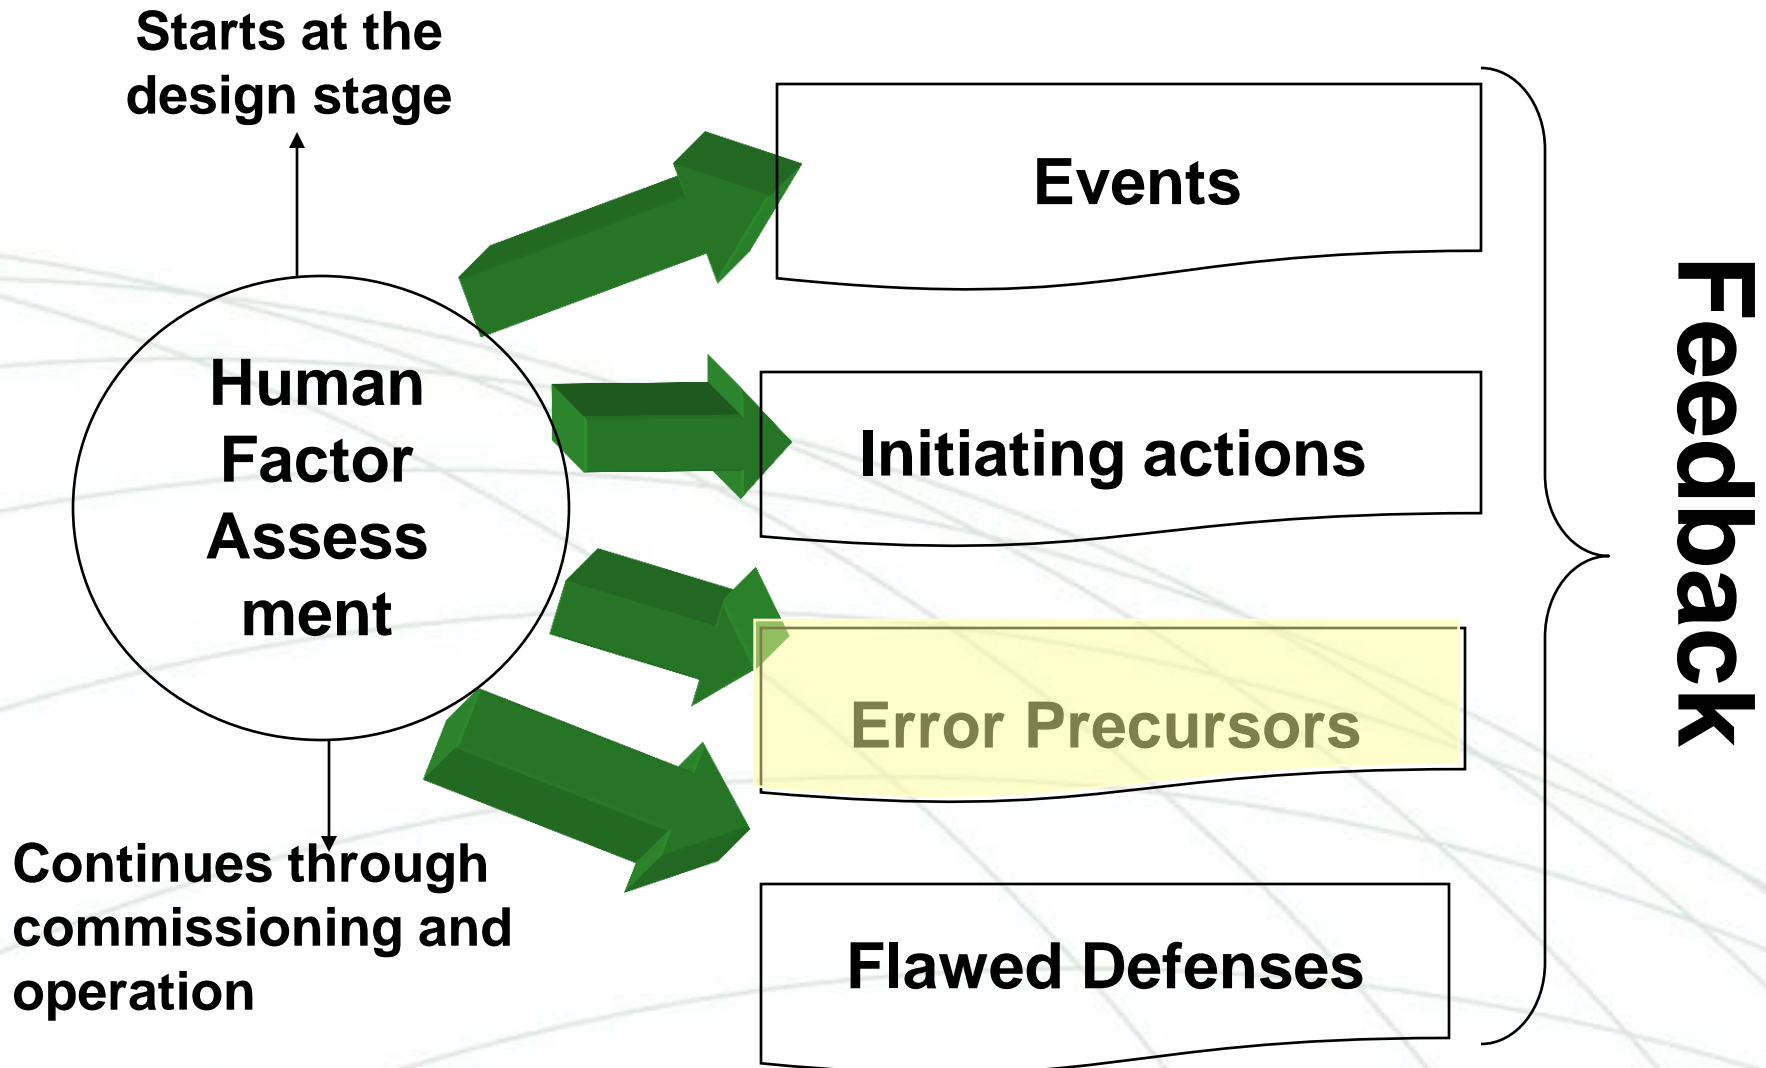 Starts at the
design stage
Events
Human
Factor
Assess
ment
Initiating actions
Error Precursors
Continues through
commissioning and
operation
Flawed Defenses
Feedback